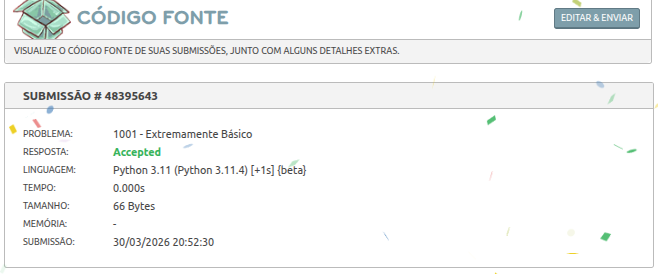 CÓDIGO FONTE
EDITAR & ENVIAR
VISUALIZE O CÓDIGO FONTE DE SUAS SUBMISSÕES, JUNTO COM ALGUNS DETALHES EXTRAS.
SUBMISSÃO # 48395643
PROBLEMA: 1001 - Extremamente Básico
RESPOSTA: Accepted
LINGUAGEM: Python 3.11 (Python 3.11.4) [+1s] {beta}
TEMPO: 0.000s
TAMANHO: 66 Bytes
MEMÓRIA: -
SUBMISSÃO: 30/03/2026 20:52:30